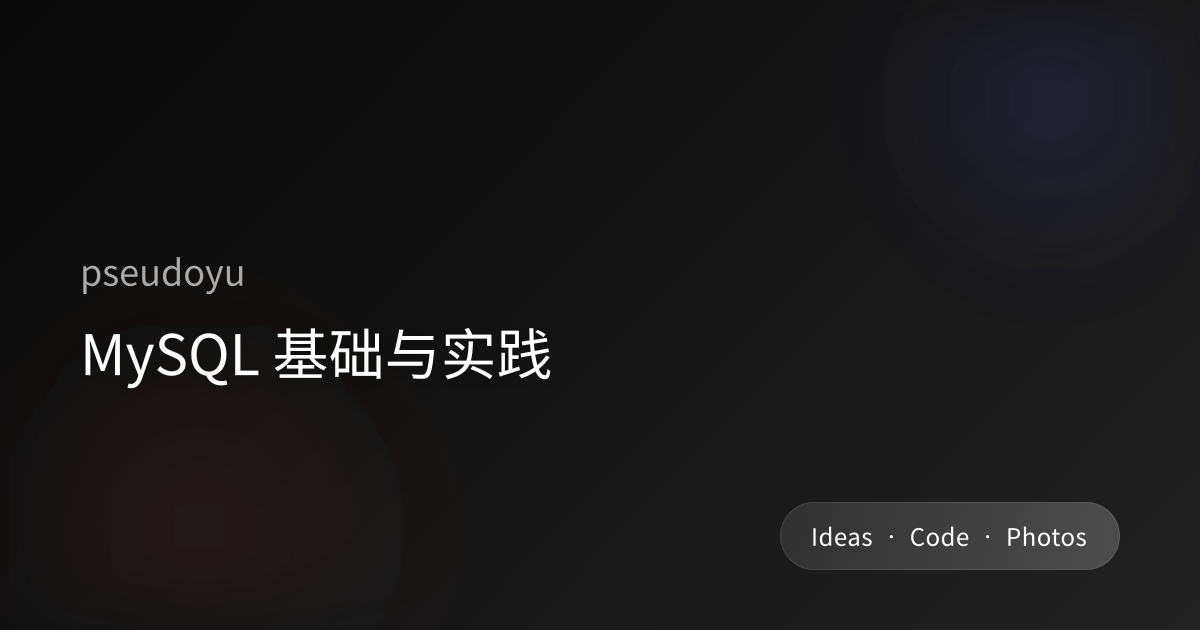 pseudoyu
MySQL 基础与实践
Ideas · Code · Photos